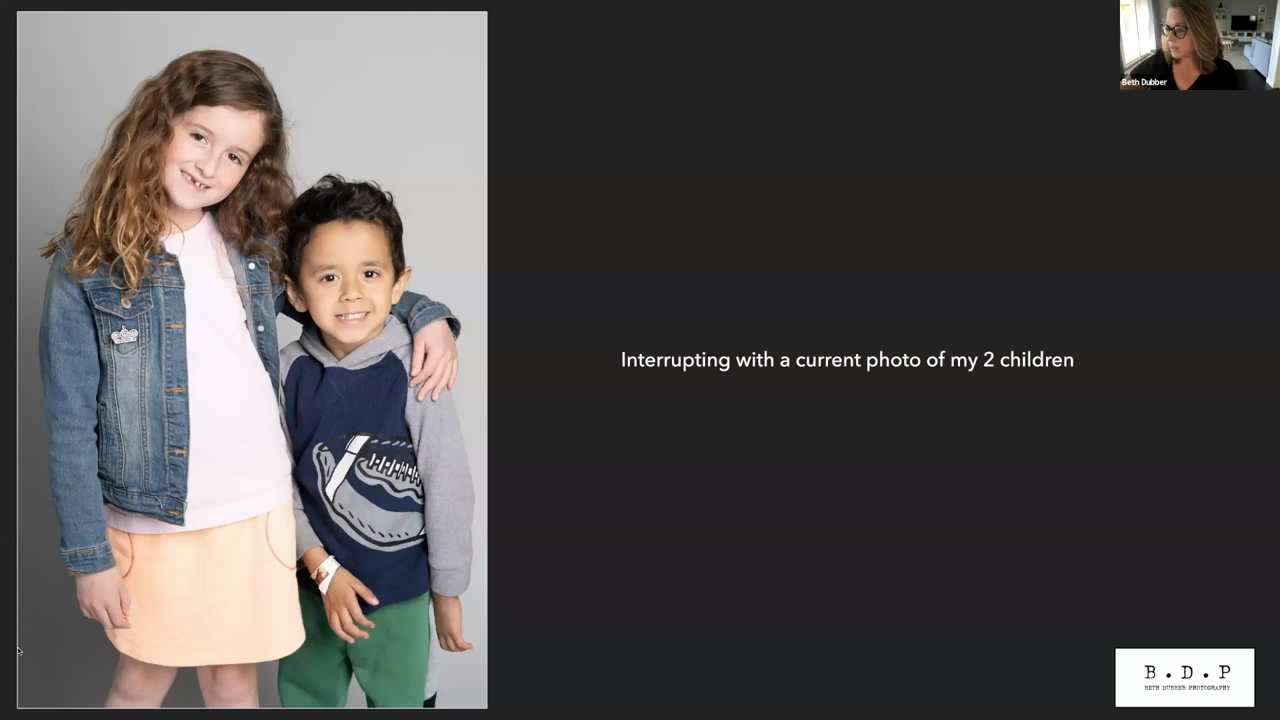 Beth Dubber
Interrupting with a current photo of my 2 children
B.D.P
BETH DUBBER PHOTOGRAPHY